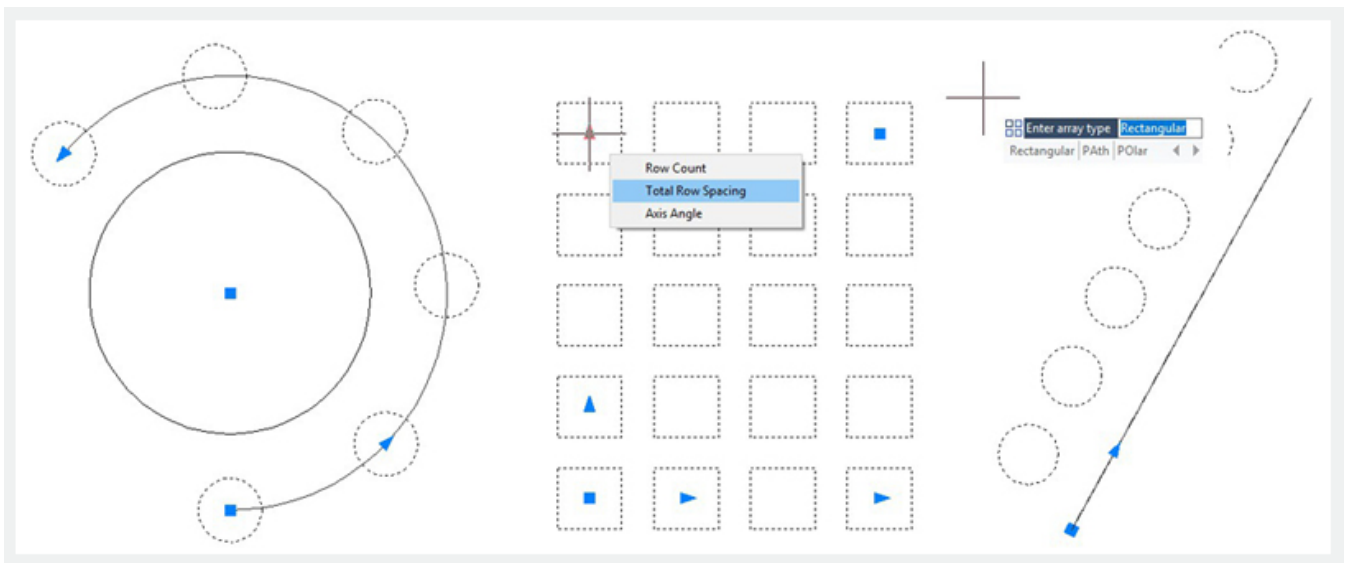 Row Count
Total Row Spacing
Axis Angle
Enter array type Rectangular
Rectangular PAth POlar